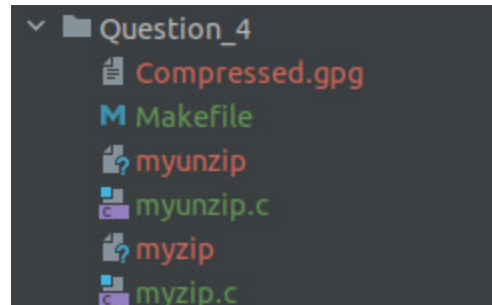 Question_4
Compressed.gpg
M Makefile
? myunzip
C myunzip.c
? myzip
C myzip.c